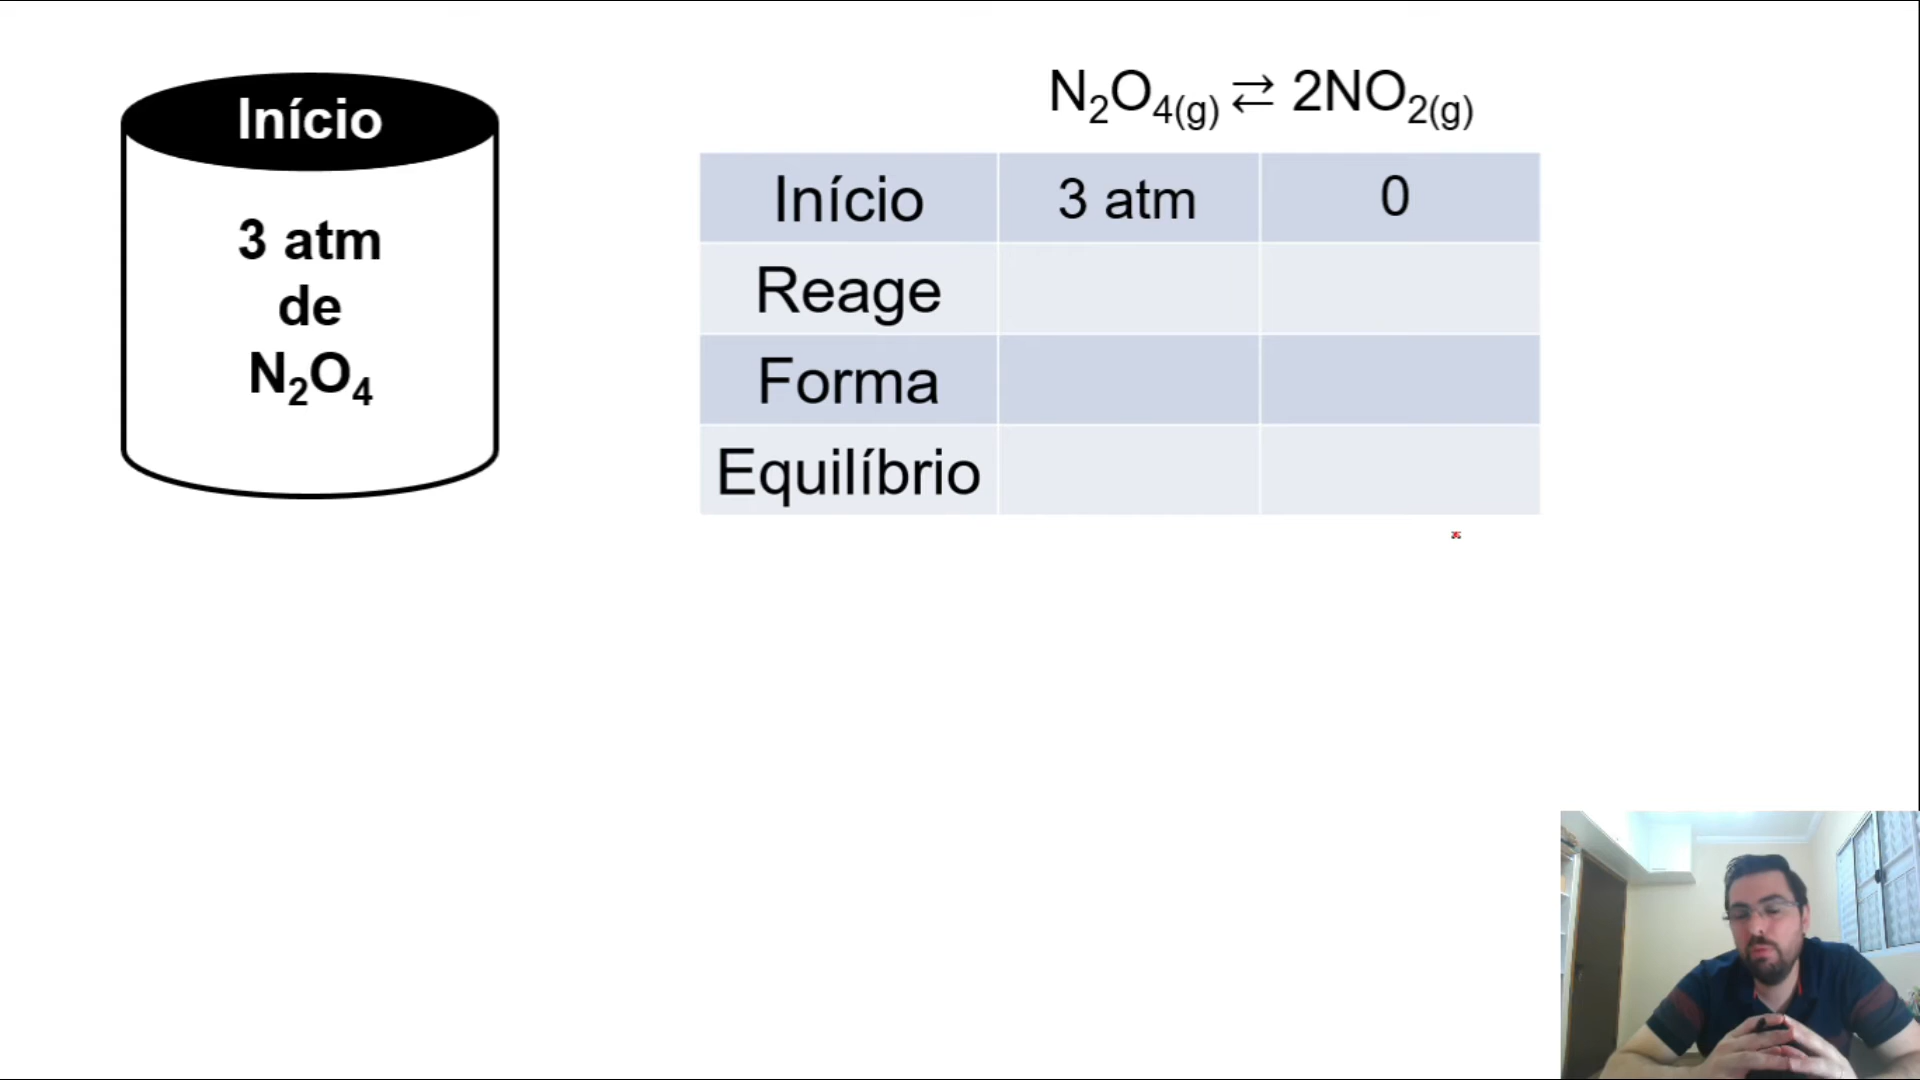 Início
3 atm
de
N₂O₄
N₂O₄₍g₎ ⇄ 2NO₂₍g₎
Início 3 atm 0
Reage
Forma
Equilíbrio